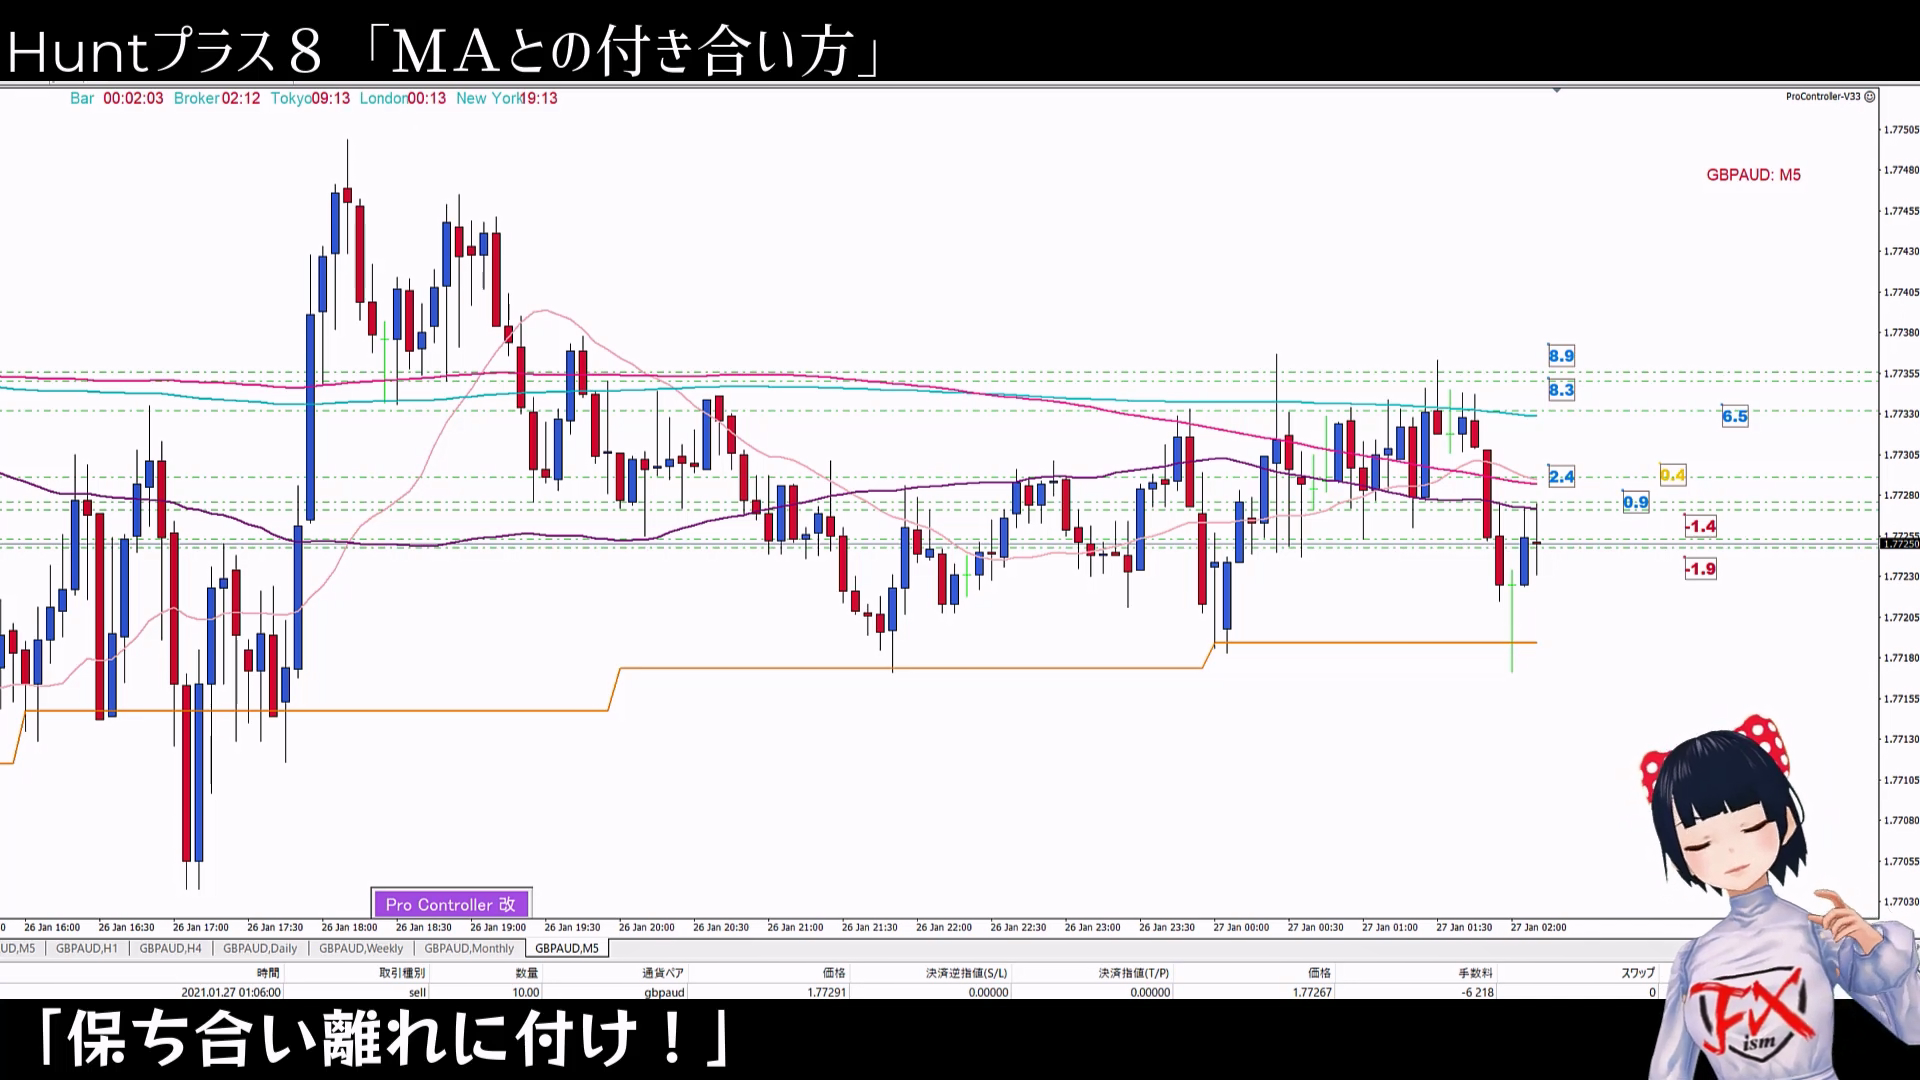 Huntプラス８「ＭＡとの付き合い方」
Bar 00:02:03 Broker 02:12 Tokyo 09:13 London 00:13 New York 19:13
ProController-V33
1.77505
1.77480
GBPAUD: M5
1.77455
1.77430
1.77405
1.77380
8.9
1.77355
8.3
6.5
1.77330
1.77305
2.4
0.4
0.9
1.77280
-1.4
1.77255
1.77250
-1.9
1.77230
1.77205
1.77180
1.77155
1.77130
1.77105
1.77080
1.77055
1.77030
Pro Controller 改
0 26 Jan 16:00 26 Jan 16:30 26 Jan 17:00 26 Jan 17:30 26 Jan 18:00 26 Jan 18:30 26 Jan 19:00 26 Jan 19:30 26 Jan 20:00 26 Jan 20:30 26 Jan 21:00 26 Jan 21:30 26 Jan 22:00 26 Jan 22:30 26 Jan 23:00 26 Jan 23:30 27 Jan 00:00 27 Jan 00:30 27 Jan 01:00 27 Jan 01:30 27 Jan 02:00
UD,M5 GBPAUD,H1 GBPAUD,H4 GBPAUD,Daily GBPAUD,Weekly GBPAUD,Monthly GBPAUD,M5
時間 取引種別 数量 通貨ペア 価格 決済逆指値(S/L) 決済指値(T/P) 価格 手数料 スワップ
2021.01.27 01:06:00 sell 10.00 gbpaud 1.77291 0.00000 0.00000 1.77267 -6 218 0
「保ち合い離れに付け！」
FX
ism